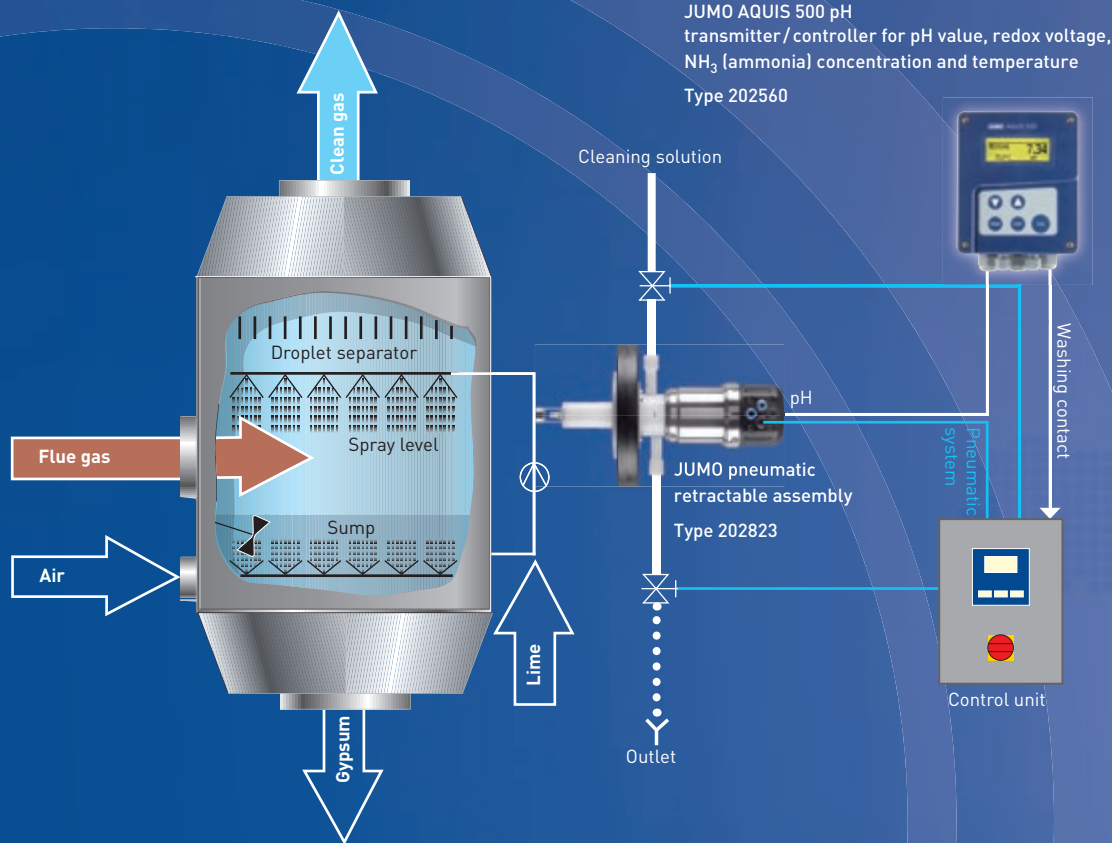 JUMO AQUIS 500 pH
transmitter / controller for pH value, redox voltage,
NH₃ (ammonia) concentration and temperature
Type 202560
Clean gas
Cleaning solution
7.34
Droplet separator
Washing contact
pH
Spray level
Flue gas
Pneumatic
system
JUMO pneumatic
retractable assembly
Type 202823
Sump
Air
Lime
Control unit
Gypsum
Outlet